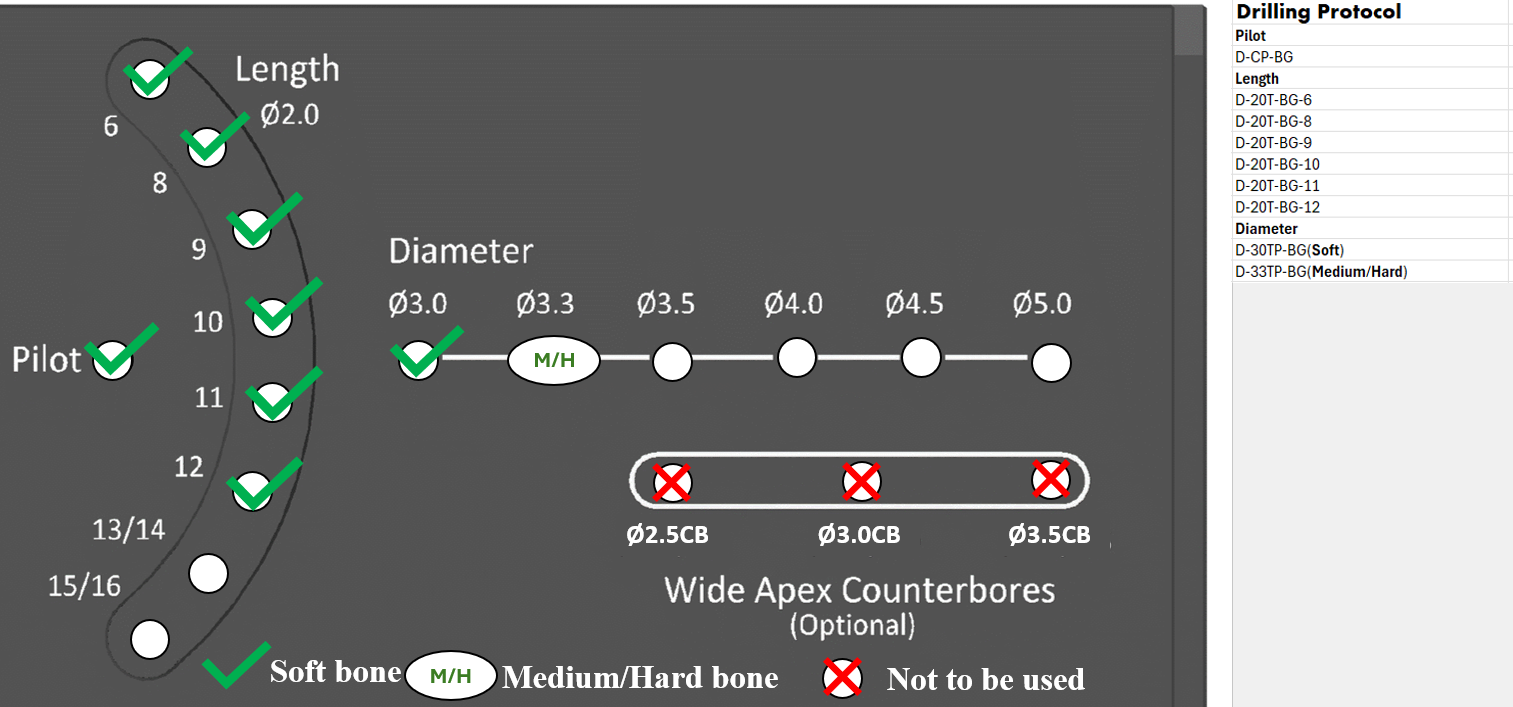 Length
Ø2.0
6
8
9
10
11
12
13/14
15/16
Pilot
Diameter
Ø3.0 Ø3.3 Ø3.5 Ø4.0 Ø4.5 Ø5.0
M/H
Ø2.5CB Ø3.0CB Ø3.5CB
Wide Apex Counterbores
(Optional)
Soft bone M/H Medium/Hard bone Not to be used
Drilling Protocol
Pilot
D-CP-BG
Length
D-20T-BG-6
D-20T-BG-8
D-20T-BG-9
D-20T-BG-10
D-20T-BG-11
D-20T-BG-12
Diameter
D-30TP-BG(Soft)
D-33TP-BG(Medium/Hard)